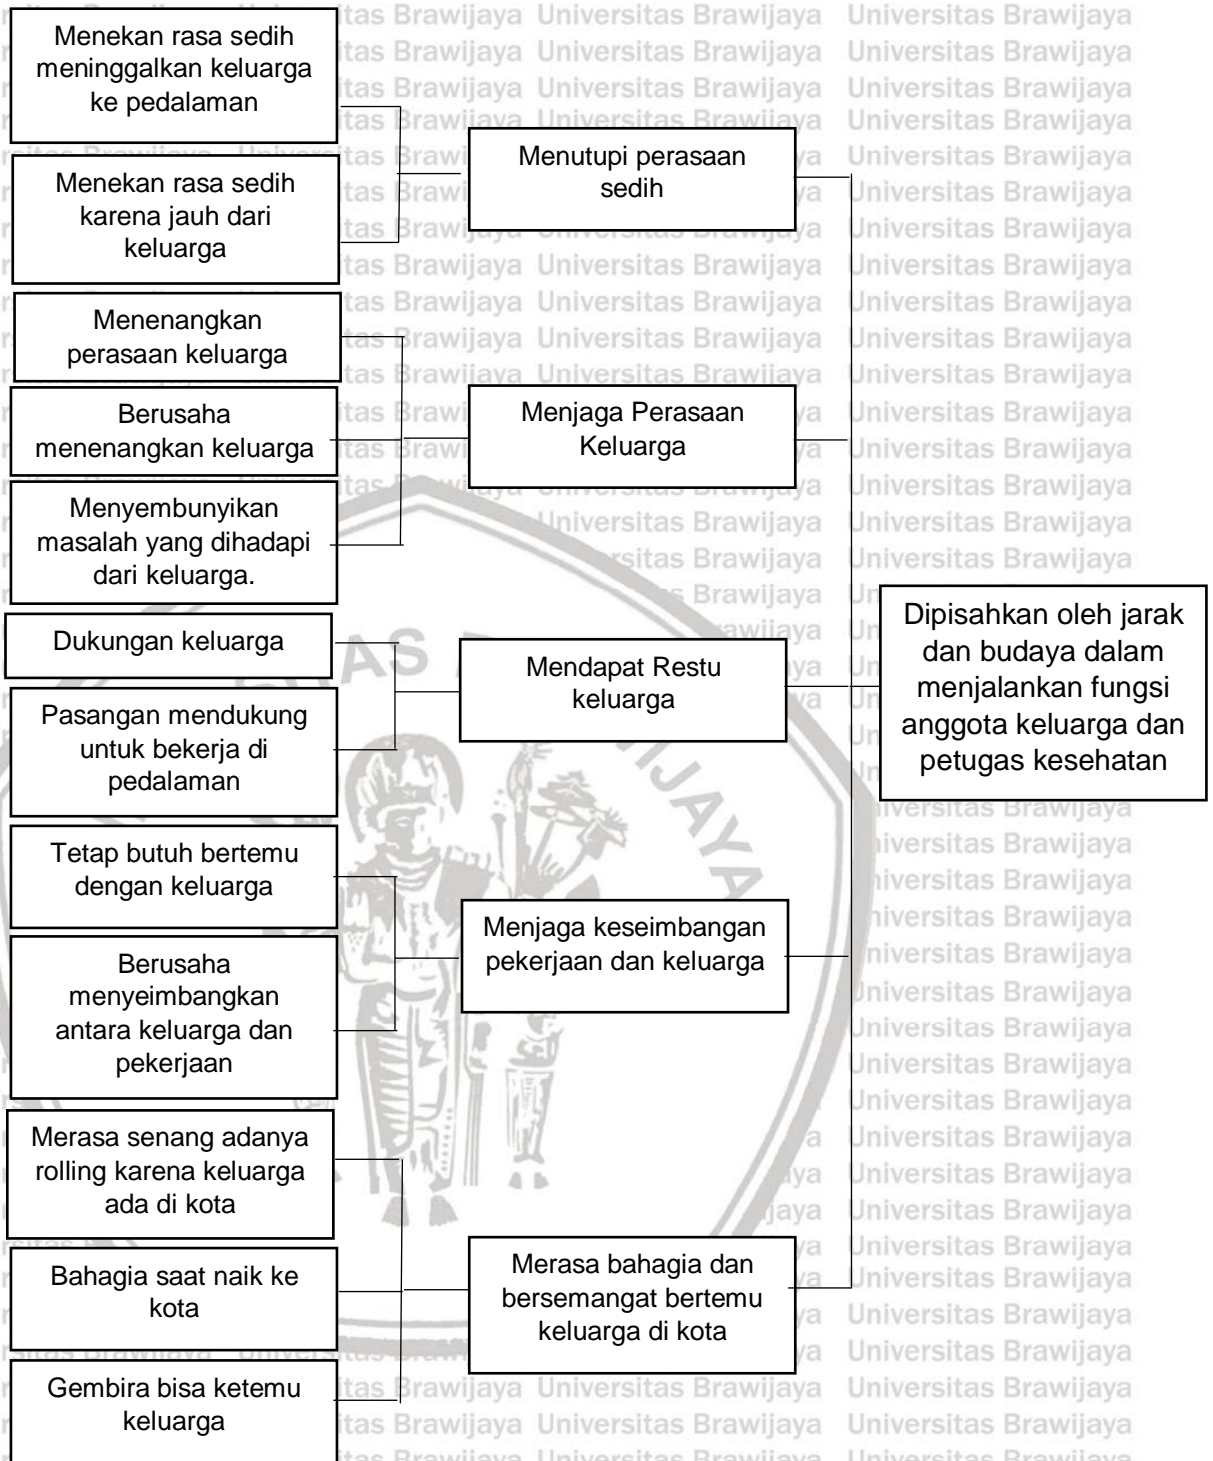 Menekan rasa sedih
meninggalkan keluarga
ke pedalaman
Menekan rasa sedih
karena jauh dari
keluarga
Menutupi perasaan
sedih
Menenangkan
perasaan keluarga
Berusaha
menenangkan keluarga
Menyembunyikan
masalah yang dihadapi
dari keluarga.
Menjaga Perasaan
Keluarga
Dukungan keluarga
Pasangan mendukung
untuk bekerja di
pedalaman
Mendapat Restu
keluarga
Tetap butuh bertemu
dengan keluarga
Berusaha
menyeimbangkan
antara keluarga dan
pekerjaan
Menjaga keseimbangan
pekerjaan dan keluarga
Merasa senang adanya
rolling karena keluarga
ada di kota
Bahagia saat naik ke
kota
Gembira bisa ketemu
keluarga
Merasa bahagia dan
bersemangat bertemu
keluarga di kota
Dipisahkan oleh jarak
dan budaya dalam
menjalankan fungsi
anggota keluarga dan
petugas kesehatan